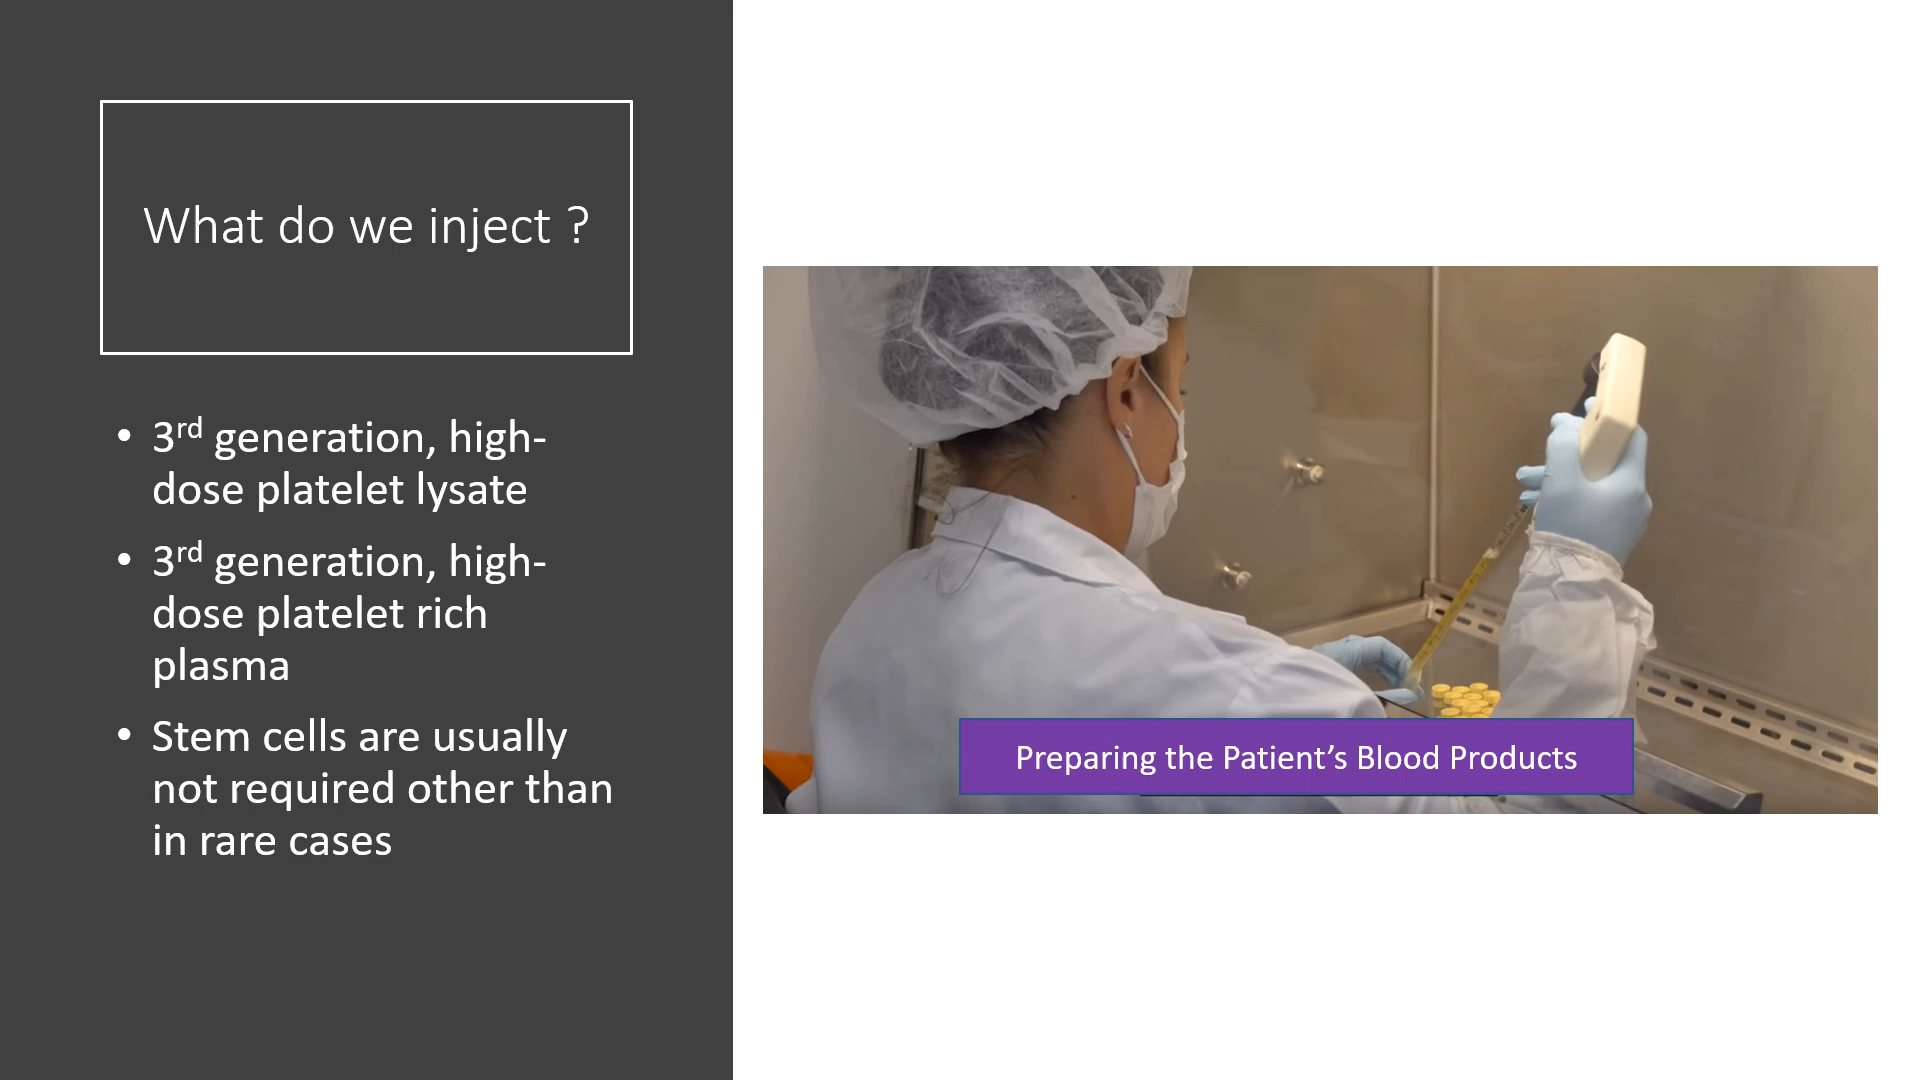 What do we inject ?
• 3rd generation, high-
dose platelet lysate
• 3rd generation, high-
dose platelet rich
plasma
• Stem cells are usually
not required other than
in rare cases
Preparing the Patient’s Blood Products